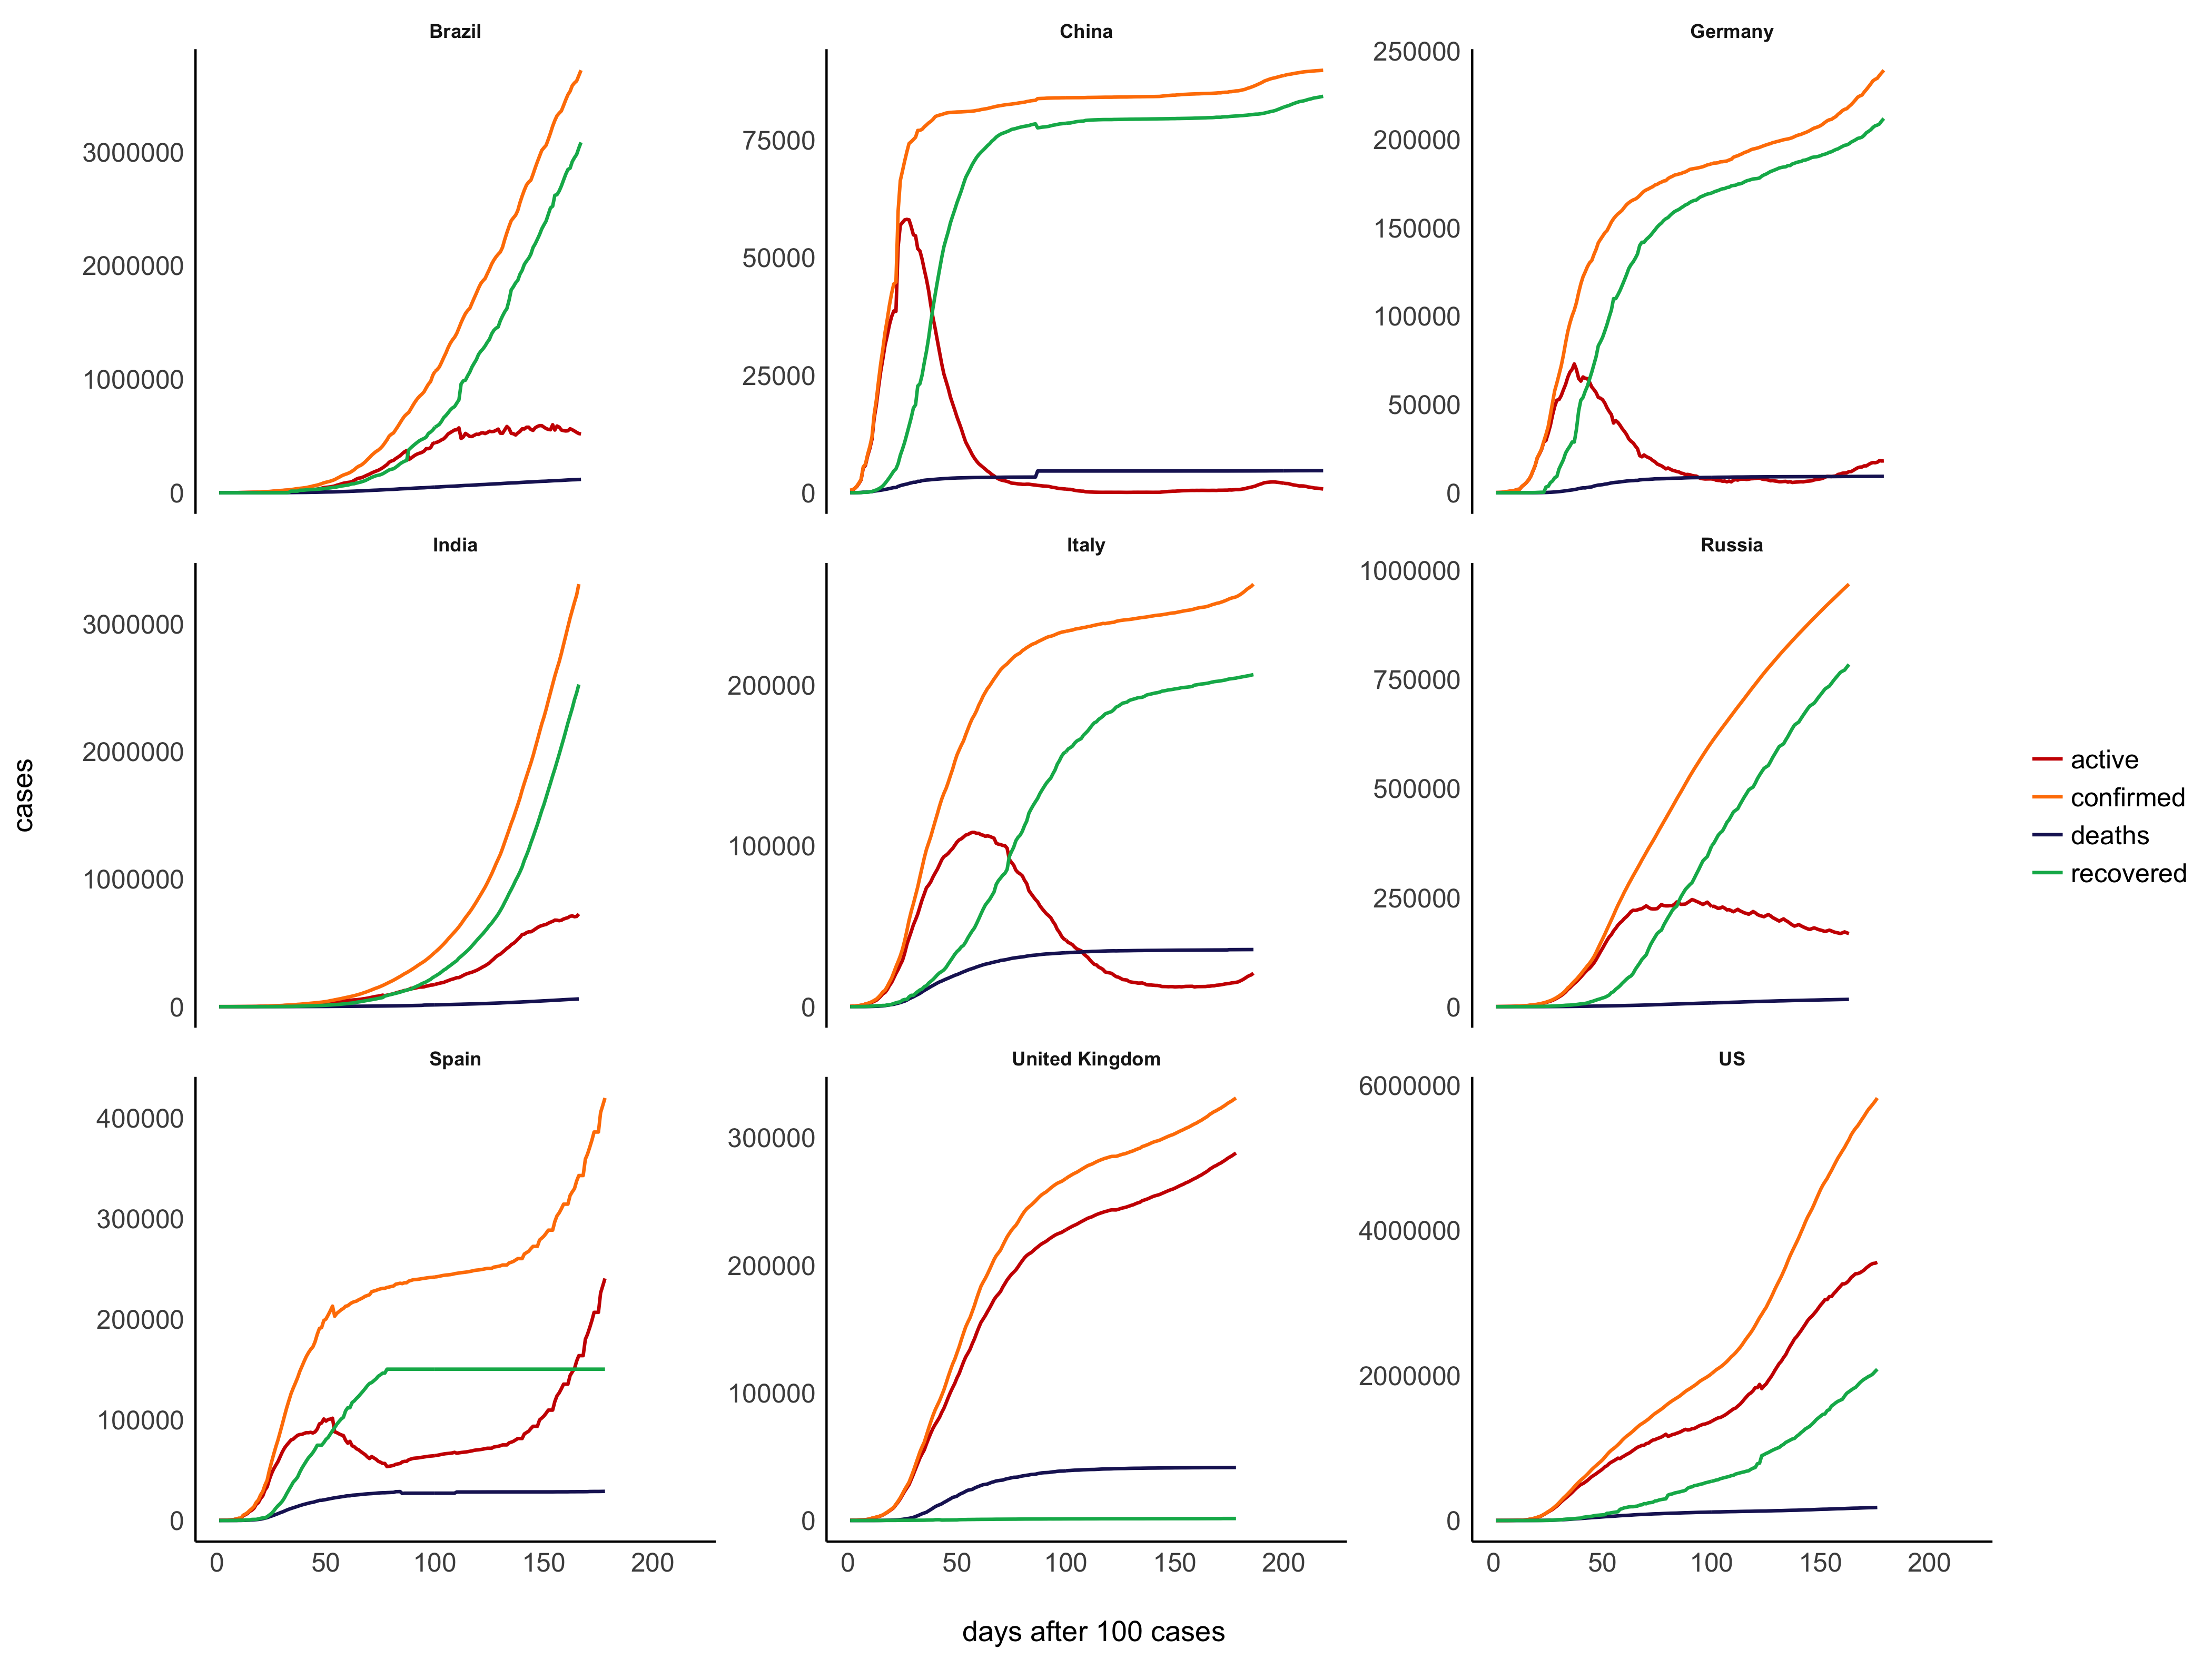 Brazil
China
Germany
3000000
2000000
1000000
0
75000
50000
25000
0
250000
200000
150000
100000
50000
0
India
Italy
Russia
3000000
2000000
1000000
0
200000
100000
0
1000000
750000
500000
250000
0
Spain
United Kingdom
US
400000
300000
200000
100000
0
300000
200000
100000
0
6000000
4000000
2000000
0
0 50 100 150 200
0 50 100 150 200
0 50 100 150 200
days after 100 cases
cases
active
confirmed
deaths
recovered